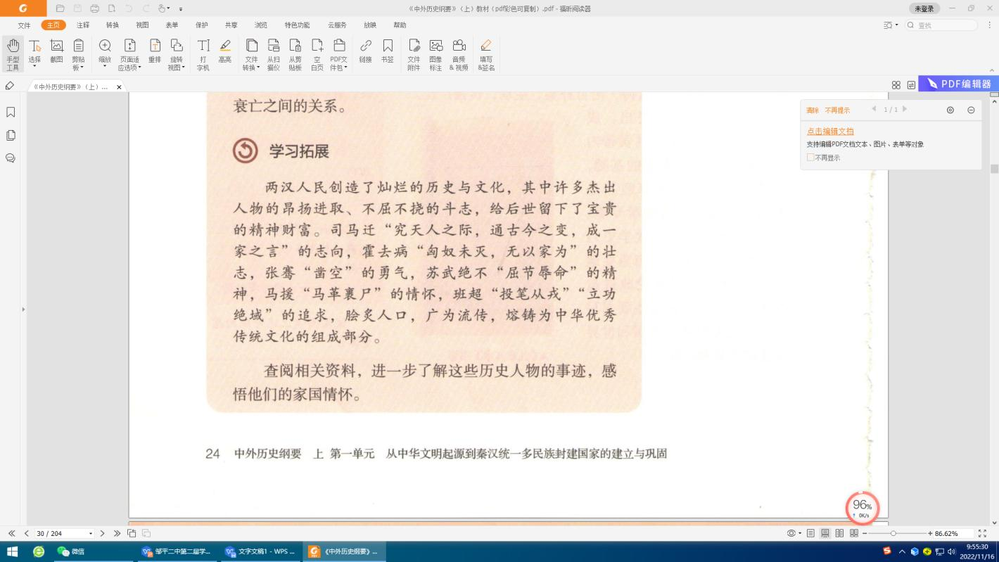 《中外历史纲要》（上）教材（pdf彩色可复制）.pdf - 福昕阅读器
未登录
文件 主页 注释 转换 视图 表单 保护 共享 浏览 特色功能 云服务 放映 帮助
查找
手型工具
选择
截图
剪贴板
缩放
页面适应选项
重排
旋转视图
打字机
高亮
文件转换
从扫描仪
从剪贴板
空白页
PDF文件包
链接
书签
文件附件
图像标注
音频&视频
填写&签名
《中外历史纲要》（上）...
PDF编辑器
清除 不再提示 1 / 1
点击编辑文档
支持编辑PDF文档文本、图片、表单等对象
不再显示
衰亡之间的关系。
学习拓展
两汉人民创造了灿烂的历史与文化，其中许多杰出
人物的昂扬进取、不屈不挠的斗志，给后世留下了宝贵
的精神财富。司马迁“究天人之际，通古今之变，成一
家之言”的志向，霍去病“匈奴未灭，无以家为”的壮
志，张骞“凿空”的勇气，苏武绝不“屈节辱命”的精
神，马援“马革裹尸”的情怀，班超“投笔从戎”“立功
绝域”的追求，脍炙人口，广为流传，熔铸为中华优秀
传统文化的组成部分。
查阅相关资料，进一步了解这些历史人物的事迹，感
悟他们的家国情怀。
24 中外历史纲要 上 第一单元 从中华文明起源到秦汉统一多民族封建国家的建立与巩固
96%
0K/s
30 / 204
86.62%
微信
邹平二中第二届学...
文字文稿1 - WPS ...
《中外历史纲要》...
9:55:30
2022/11/16